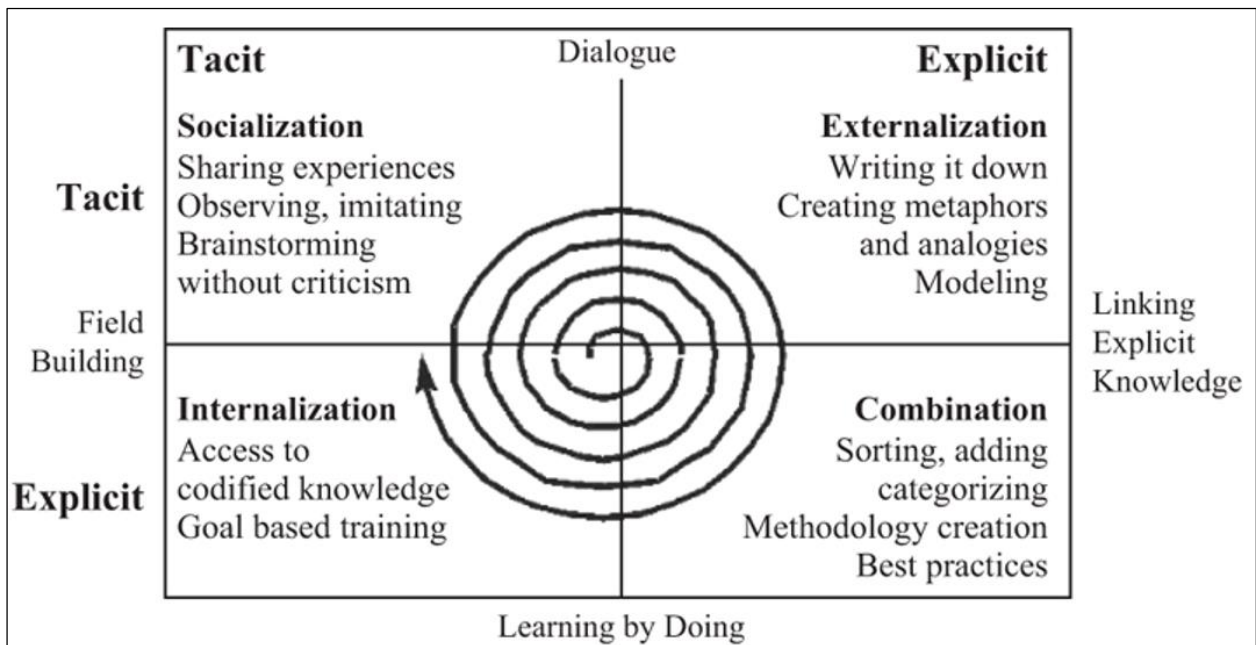 Tacit
Dialogue
Explicit
Socialization
Sharing experiences
Observing, imitating
Brainstorming
without criticism
Externalization
Writing it down
Creating metaphors
and analogies
Modeling
Tacit
Field
Building
Linking
Explicit
Knowledge
Internalization
Access to
codified knowledge
Goal based training
Combination
Sorting, adding
categorizing
Methodology creation
Best practices
Explicit
Learning by Doing